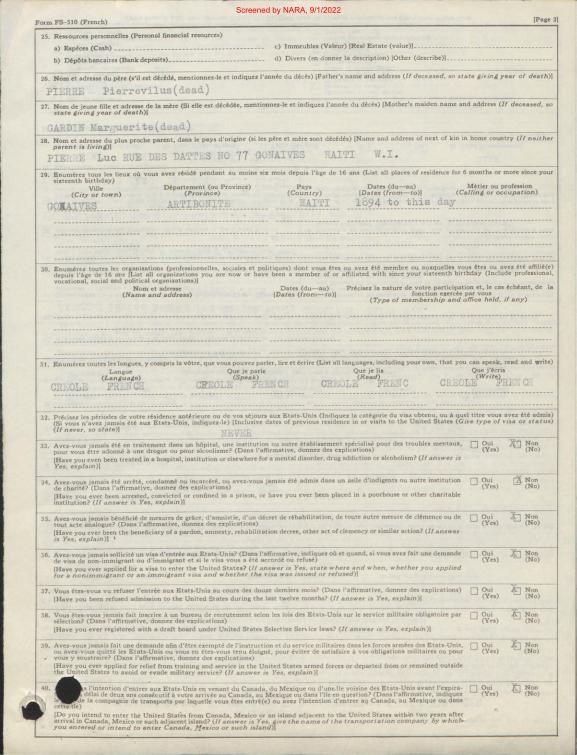 Screened by NARA, 9/1/2022
Form FS-510 (French) [Page 2]
25. Ressources personnelles (Personal financial resources)
a) Espèces (Cash) c) Immeubles (Valeur) [Real Estate (value)]
b) Dépôts bancaires (Bank deposits) d) Divers (en donner la description) [Other (describe)]
26. Nom et adresse du père (s'il est décédé, mentionnez-le et indiquez l'année du décès) [Father's name and address (If deceased, so state giving year of death)]
PIERRE Pierrevilus(dead)
27. Nom de jeune fille et adresse de la mère (Si elle est décédée, mentionnez-le et indiquez l'année du décès) [Mother's maiden name and address (If deceased, so
state giving year of death)]
GARDIN Marguerite(dead)
28. Nom et adresse du plus proche parent, dans le pays d'origine (si les père et mère sont décédés) [Name and address of next of kin in home country (If neither
parent is living)]
PIERRE Luc RUE DES DATTES NO 77 GONAIVES HAITI W.I.
29. Enumérez tous les lieux où vous avez résidé pendant au moins six mois depuis l'âge de 16 ans (List all places of residence for 6 months or more since your
sixteenth birthday)
Ville Département (ou Province) Pays Dates (du—au) Métier ou profession
(City or town) (Province) (Country) [Dates (from—to)] (Calling or occupation)
GONAIVES ARTIBONITE HAITI 1894 to this day
30. Enumérez toutes les organisations (professionnelles, sociales et politiques) dont vous êtes ou avez été membre ou auxquelles vous êtes ou avez été affilié(e)
depuis l'âge de 16 ans [List all organizations you are now or have been a member of or affiliated with since your sixteenth birthday (Include professional,
vocational, social and political organizations)]
Nom et adresse Dates (du—au) Précisez la nature de votre participation et, le cas échéant, de la
(Name and address) [Dates (from—to)] fonction exercée par vous
(Type of membership and office held, if any)
31. Enumérez toutes les langues, y compris la vôtre, que vous pouvez parler, lire et écrire (List all languages, including your own, that you can speak, read and write)
Langue Que je parle Que je lis Que j'écris
(Language) (Speak) (Read) (Write)
CREOLE FRENCH CREOLE FRENCH CREOLE FRENC CREOLE FRENCH
32. Précisez les périodes de votre résidence antérieure ou de vos séjours aux Etats-Unis (Indiquez la catégorie du visa obtenu, ou à quel titre vous avez été admis)
(Si vous n'avez jamais été aux Etats-Unis, indiquez-le) [Inclusive dates of previous residence in or visits to the United States (Give type of visa or status)
(If never, so state)]
NEVER
33. Avez-vous jamais été en traitement dans un hôpital, une institution ou autre établissement spécialisé pour des troubles mentaux, Oui X Non
pour vous être adonné à une drogue ou pour alcoolisme? (Dans l'affirmative, donnez des explications) (Yes) (No)
[Have you ever been treated in a hospital, institution or elsewhere for a mental disorder, drug addiction or alcoholism? (If answer is
Yes, explain)]
34. Avez-vous jamais été arrêté, condamné ou incarcéré, ou avez-vous jamais été admis dans un asile d'indigents ou autre institution Oui X Non
de charité? (Dans l'affirmative, donnez des explications) (Yes) (No)
[Have you ever been arrested, convicted or confined in a prison, or have you ever been placed in a poorhouse or other charitable
institution? (If answer is Yes, explain)]
35. Avez-vous jamais bénéficié de mesures de grâce, d'amnistie, d'un décret de réhabilitation, de toute autre mesure de clémence ou de Oui X Non
tout acte analogue? (Dans l'affirmative, donnez des explications) (Yes) (No)
[Have you ever been the beneficiary of a pardon, amnesty, rehabilitation decree, other act of clemency or similar action? (If answer
is Yes, explain)]
36. Avez-vous jamais sollicité un visa d'entrée aux Etats-Unis? (Dans l'affirmative, indiquez où et quand, si vous avez fait une demande Oui X Non
de visa de non-immigrant ou d'immigrant et si le visa vous a été accordé ou refusé) (Yes) (No)
[Have you ever applied for a visa to enter the United States? (If answer is Yes, state where and when, whether you applied
for a nonimmigrant or an immigrant visa and whether the visa was issued or refused)]
37. Vous êtes-vous vu refuser l'entrée aux Etats-Unis au cours des douze derniers mois? (Dans l'affirmative, donnez des explications) Oui X Non
[Have you been refused admission to the United States during the last twelve months? (If answer is Yes, explain)] (Yes) (No)
38. Vous êtes-vous jamais fait inscrire à un bureau de recrutement selon les lois des Etats-Unis sur le service militaire obligatoire par Oui X Non
sélection? (Dans l'affirmative, donnez des explications) (Yes) (No)
[Have you ever registered with a draft board under United States Selective Service laws? (If answer is Yes, explain)]
39. Avez-vous jamais fait une demande afin d'être exempté de l'instruction et du service militaires dans les forces armées des Etats-Unis, Oui X Non
ou avez-vous quitté les Etats-Unis ou vous en êtes-vous tenu éloigné, pour éviter de satisfaire à vos obligations militaires ou pour (Yes) (No)
vous y soustraire? (Dans l'affirmative, donnez des explications)
[Have you ever applied for relief from training and service in the United States armed forces or departed from or remained outside
the United States to avoid or evade military service? (If answer is Yes, explain)]
40. l'intention d'entrer aux Etats-Unis en venant du Canada, du Mexique ou d'une île voisine des Etats-Unis avant l'expira- Oui X Non
délai de deux ans consécutif à votre arrivée au Canada, au Mexique ou dans l'île en question? (Dans l'affirmative, indiquez (Yes) (No)
de la compagnie de transports par laquelle vous êtes entré(e) ou avez l'intention d'entrer au Canada, au Mexique ou dans
cette île)
[Do you intend to enter the United States from Canada, Mexico or an island adjacent to the United States within two years after
arrival in Canada, Mexico or such adjacent island? (If answer is Yes, give the name of the transportation company by which
you entered or intend to enter Canada, Mexico or such island)]